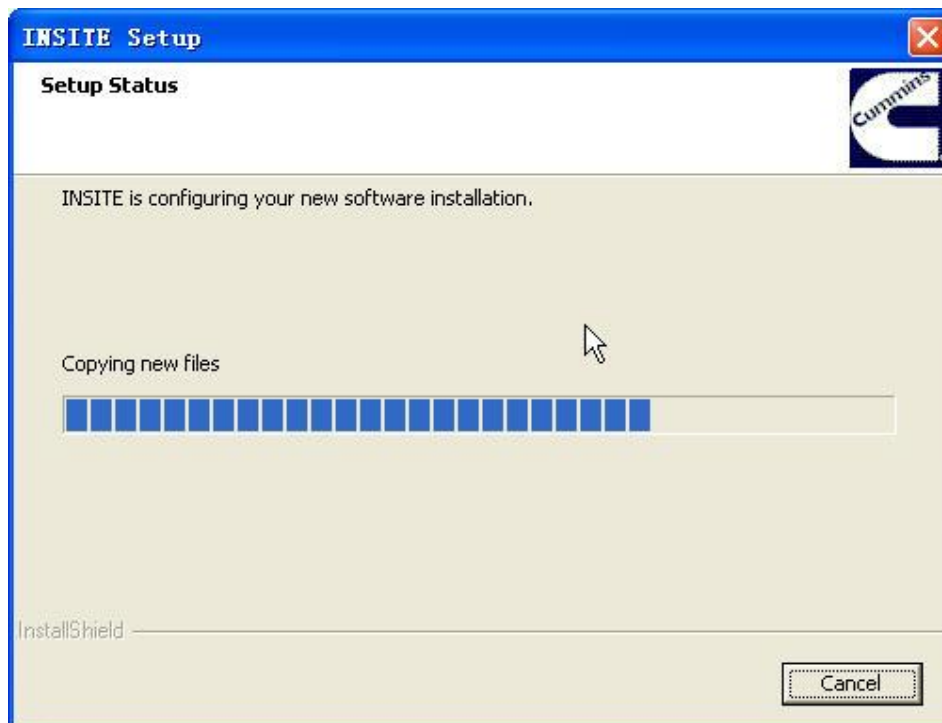 INSITE Setup
Setup Status
Cummins
INSITE is configuring your new software installation.
Copying new files
InstallShield
Cancel